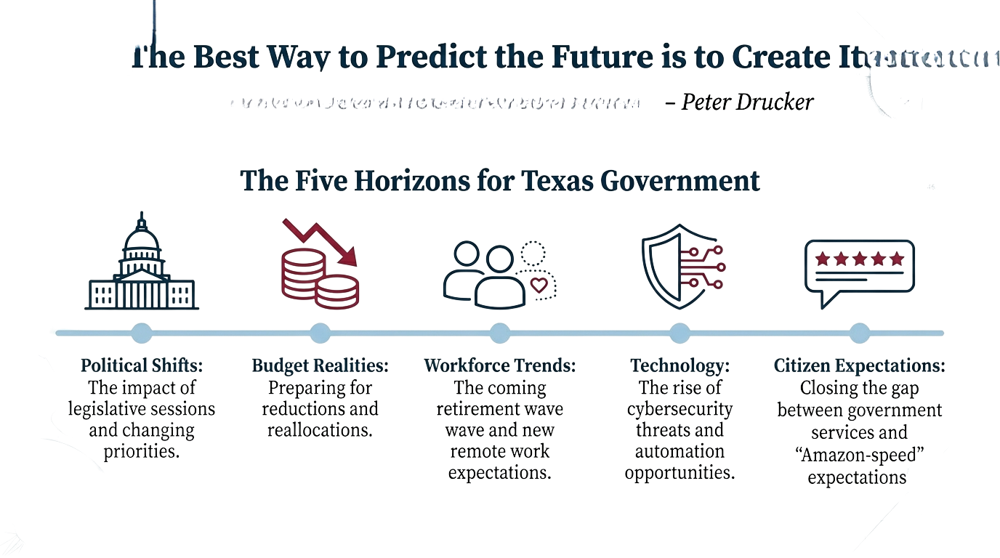 The Best Way to Predict the Future is to Create It
– Peter Drucker
The Five Horizons for Texas Government
Political Shifts:
The impact of
legislative sessions
and changing
priorities.
Budget Realities:
Preparing for
reductions and
reallocations.
Workforce Trends:
The coming
retirement wave
wave and new
remote work
expectations.
Technology:
The rise of
cybersecurity
threats and
automation
opportunities.
Citizen Expectations:
Closing the gap
between government
services and
“Amazon-speed”
expectations